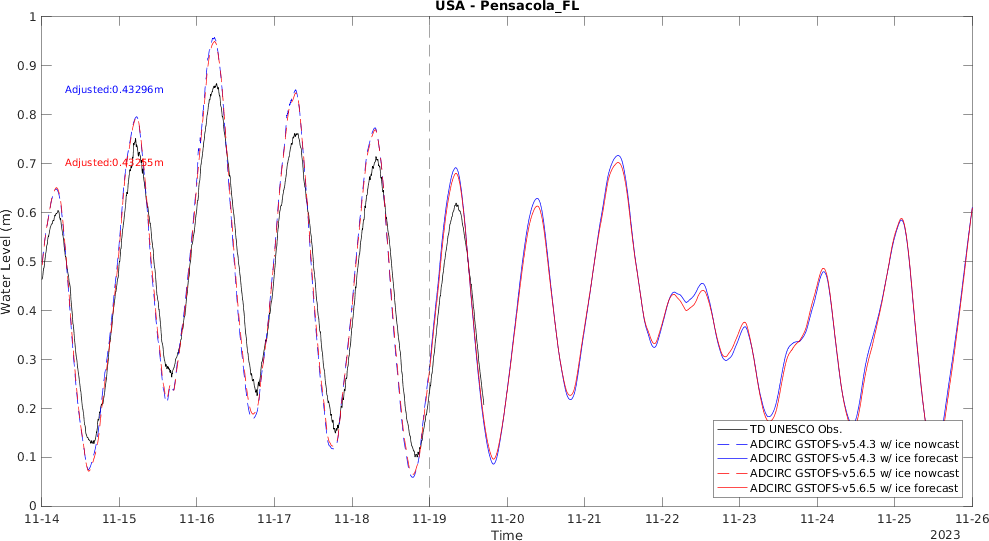 USA - Pensacola_FL
1
0.9
0.8
0.7
0.6
0.5
0.4
0.3
0.2
0.1
0
Water Level (m)
Adjusted:0.43296m
Adjusted:0.43255m
TD UNESCO Obs.
ADCIRC GSTOFS-v5.4.3 w/ ice nowcast
ADCIRC GSTOFS-v5.4.3 w/ ice forecast
ADCIRC GSTOFS-v5.6.5 w/ ice nowcast
ADCIRC GSTOFS-v5.6.5 w/ ice forecast
11-14 11-15 11-16 11-17 11-18 11-19 11-20 11-21 11-22 11-23 11-24 11-25 11-26
Time
2023